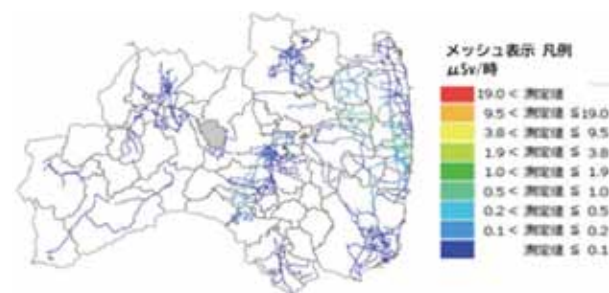 メッシュ表示 凡例
μSv/時
19.0 < 測定値
9.5 < 測定値 ≦ 19.0
3.8 < 測定値 ≦ 9.5
1.9 < 測定値 ≦ 3.8
1.0 < 測定値 ≦ 1.9
0.5 < 測定値 ≦ 1.0
0.2 < 測定値 ≦ 0.5
0.1 < 測定値 ≦ 0.2
測定値 ≦ 0.1